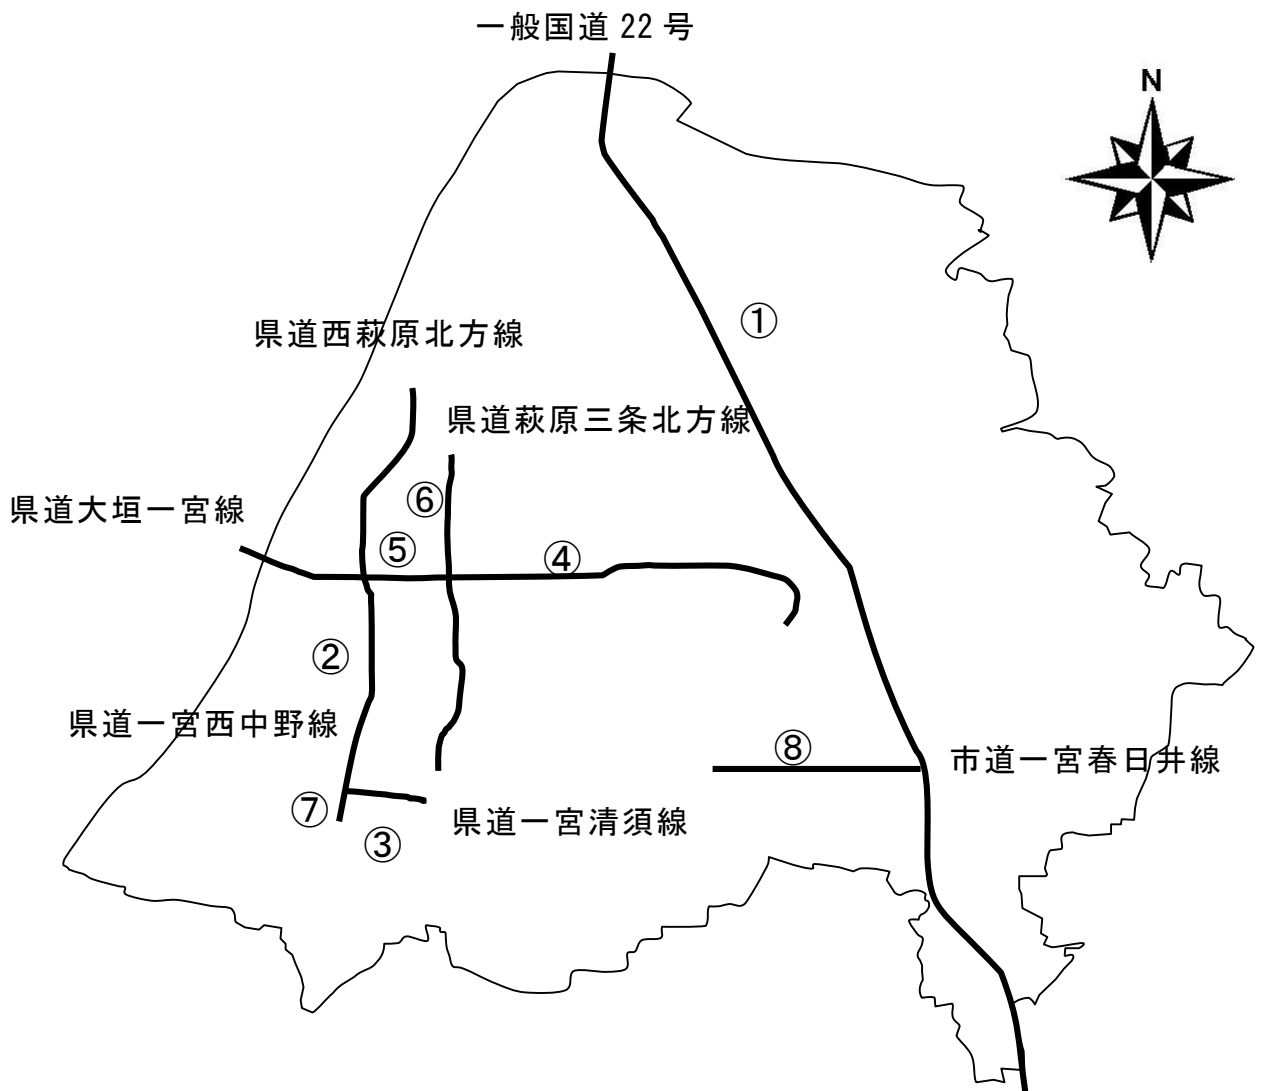 一般国道 22 号
N
①
県道西萩原北方線
県道萩原三条北方線
⑥
県道大垣一宮線
⑤
④
②
県道一宮西中野線
⑧
市道一宮春日井線
⑦
県道一宮清須線
③